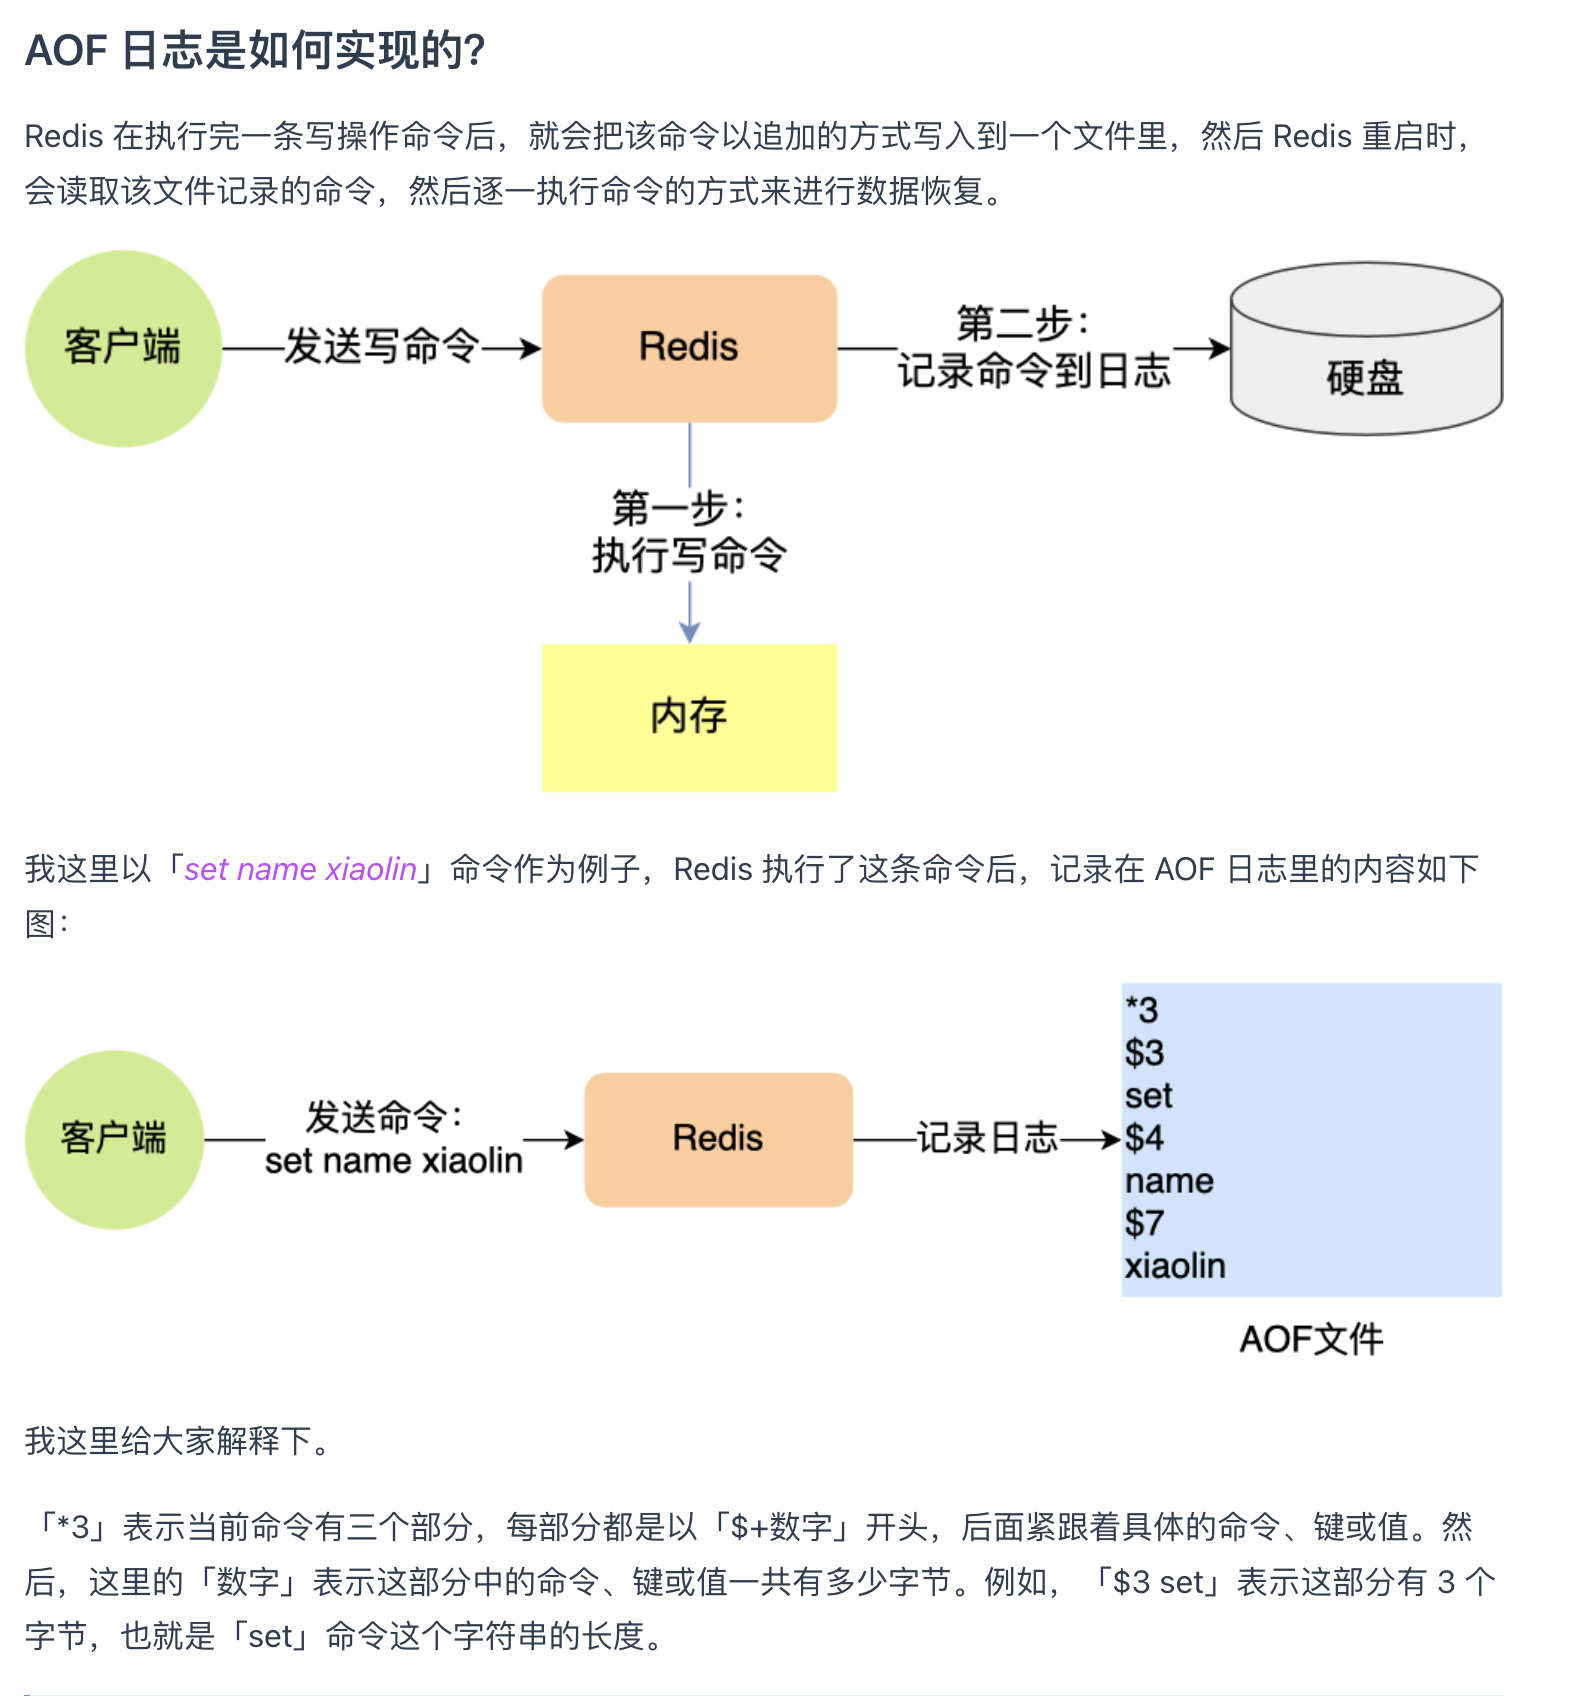 AOF 日志是如何实现的?
Redis 在执行完一条写操作命令后，就会把该命令以追加的方式写入到一个文件里，然后 Redis 重启时，
会读取该文件记录的命令，然后逐一执行命令的方式来进行数据恢复。
客户端
发送写命令
Redis
第二步：
记录命令到日志
硬盘
第一步：
执行写命令
内存
我这里以「set name xiaolin」命令作为例子，Redis 执行了这条命令后，记录在 AOF 日志里的内容如下
图：
客户端
发送命令：
set name xiaolin
Redis
记录日志
*3
$3
set
$4
name
$7
xiaolin
AOF文件
我这里给大家解释下。
「*3」表示当前命令有三个部分，每部分都是以「$+数字」开头，后面紧跟着具体的命令、键或值。然
后，这里的「数字」表示这部分中的命令、键或值一共有多少字节。例如，「$3 set」表示这部分有 3 个
字节，也就是「set」命令这个字符串的长度。